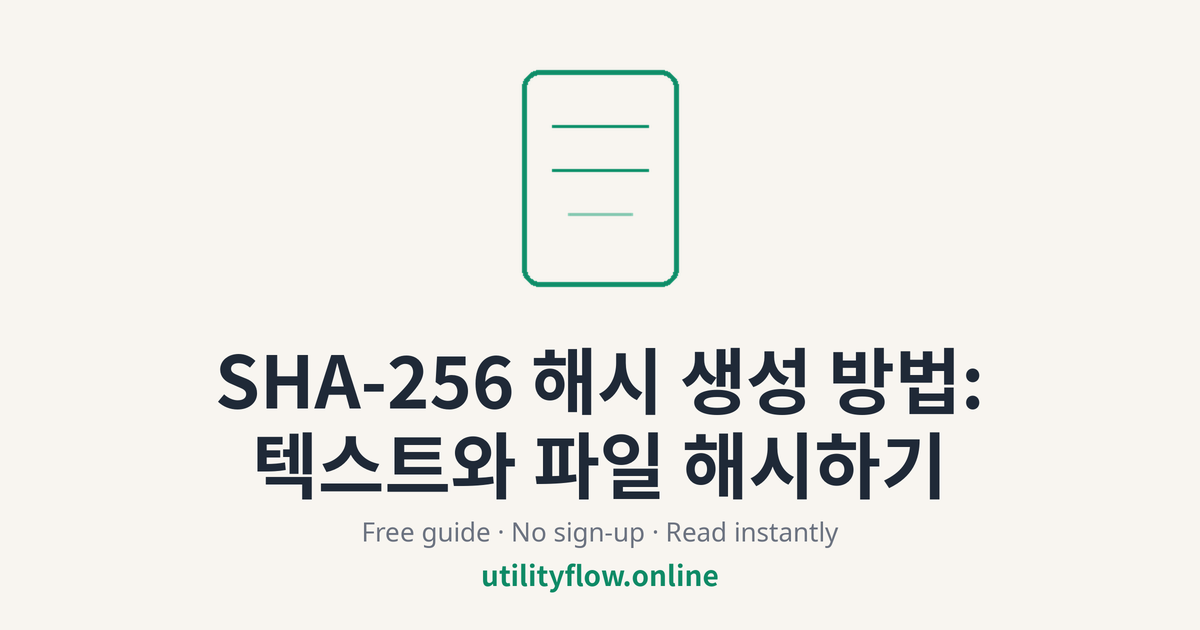 SHA-256 해시 생성 방법:
텍스트와 파일 해시하기
Free guide · No sign-up · Read instantly
utilityflow.online